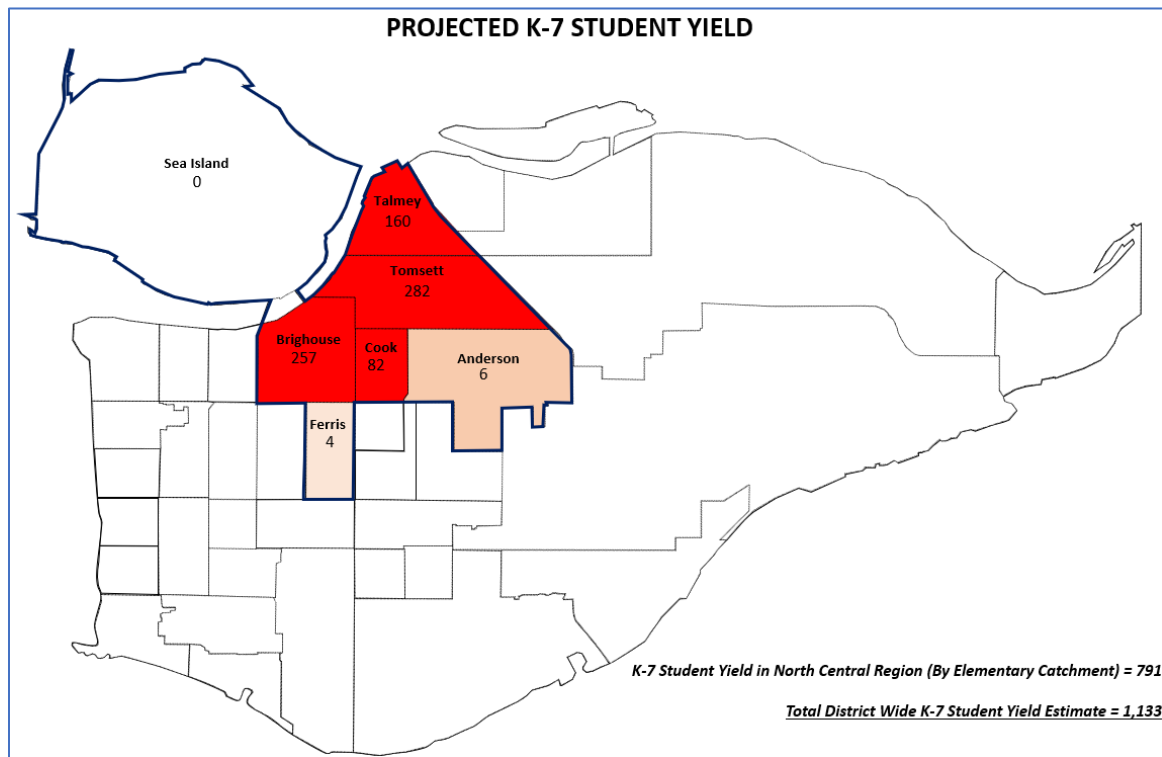 PROJECTED K-7 STUDENT YIELD
Sea Island
0
Talmey
160
Tomsett
282
Brighouse
257
Cook
82
Anderson
6
Ferris
4
K-7 Student Yield in North Central Region (By Elementary Catchment) = 791
Total District Wide K-7 Student Yield Estimate = 1,133